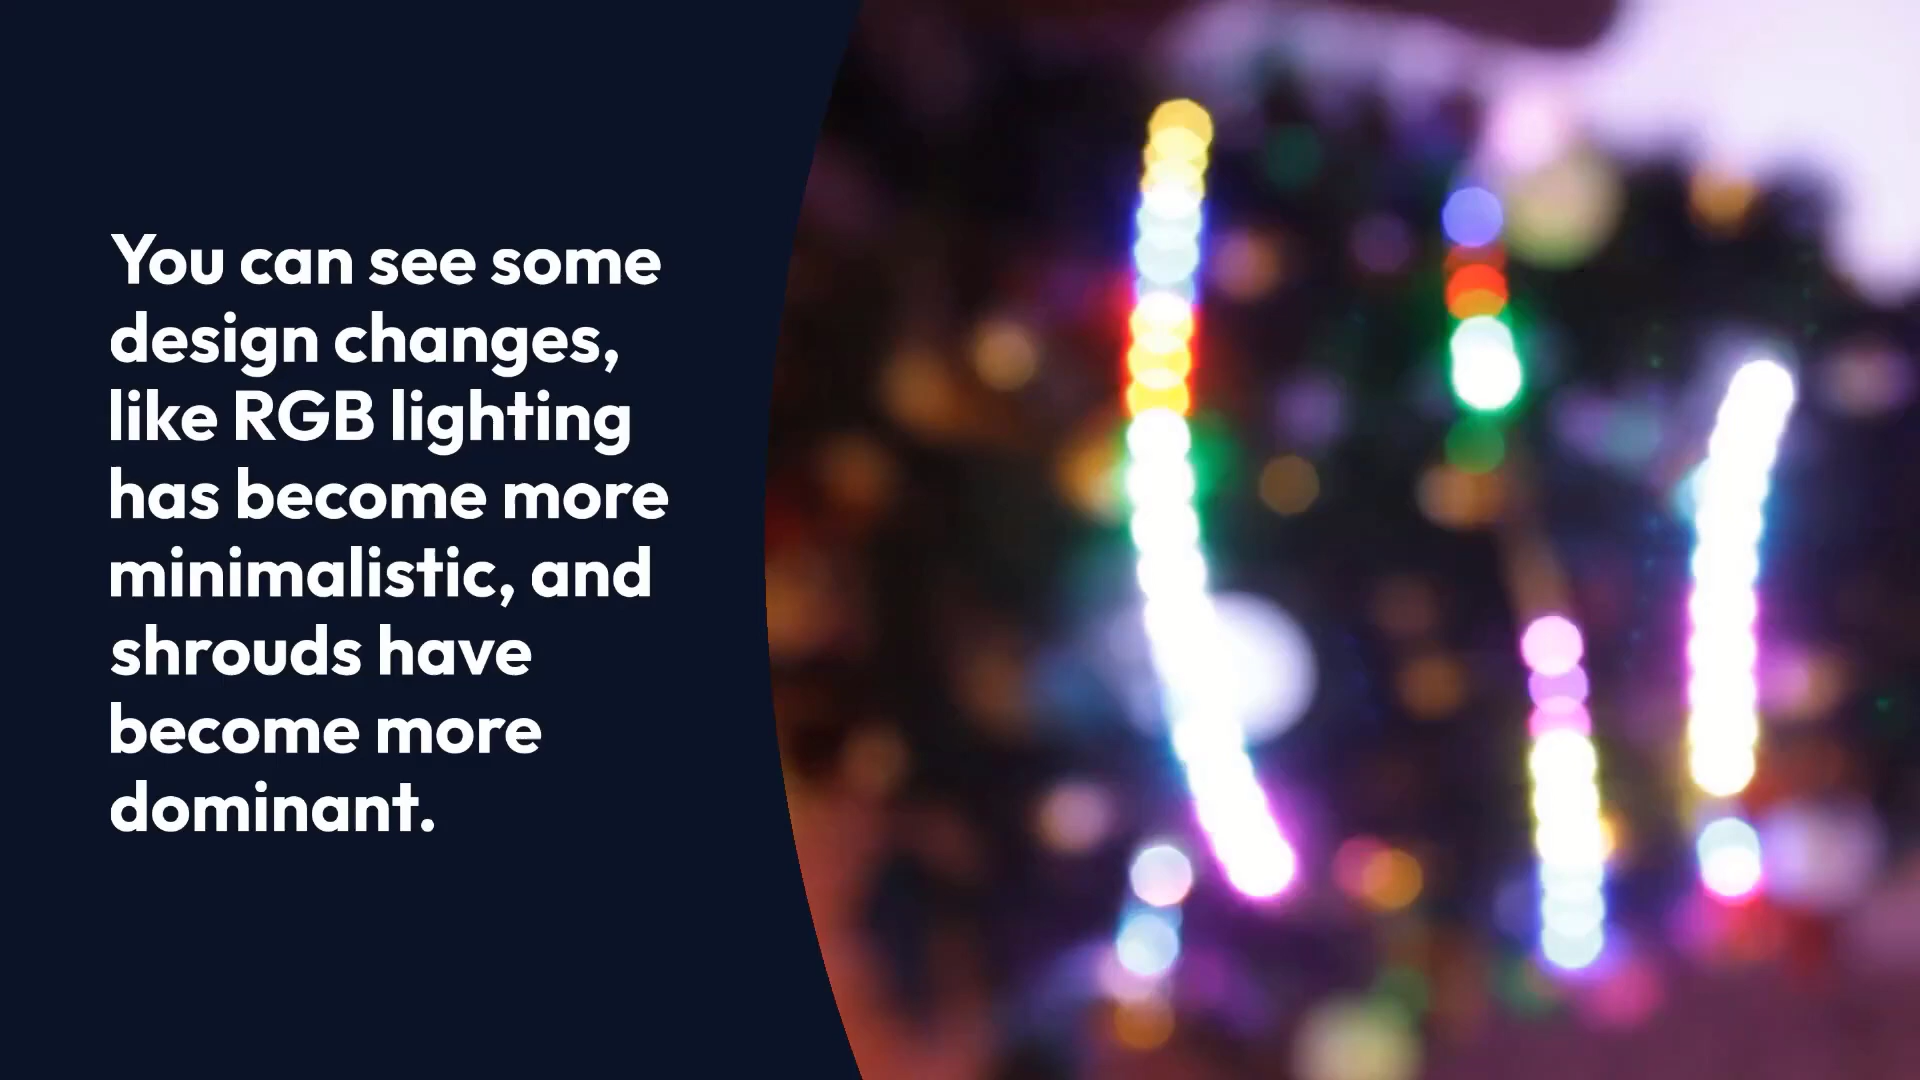 You can see some
design changes,
like RGB lighting
has become more
minimalistic, and
shrouds have
become more
dominant.